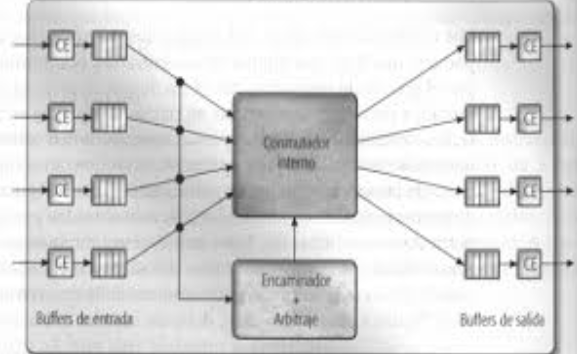 CE
CE
CE
CE
CE
CE
CE
CE
Conmutador
interno
Encaminador
+
Arbitraje
Buffers de entrada
Buffers de salida